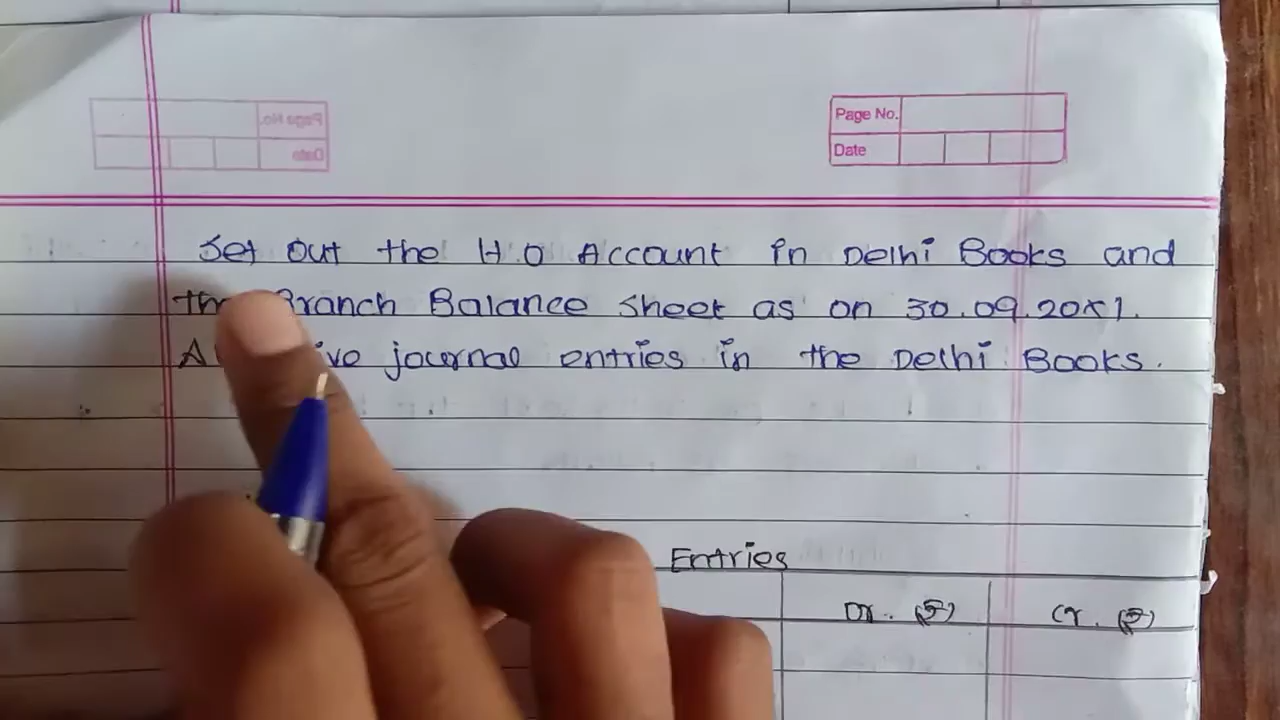 Page No.
Date
Set out the H.O Account in Delhi Books and
Branch Balance Sheet as on 30.09.20x1.
journal entries in the Delhi Books.
Entries
Dr. (₹) Cr. (₹)